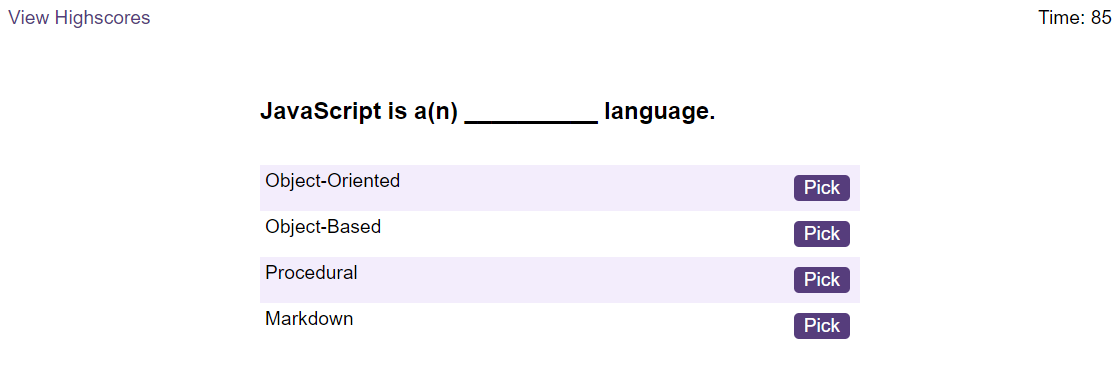 View Highscores Time: 85
JavaScript is a(n) __________ language.
Object-Oriented Pick
Object-Based Pick
Procedural Pick
Markdown Pick